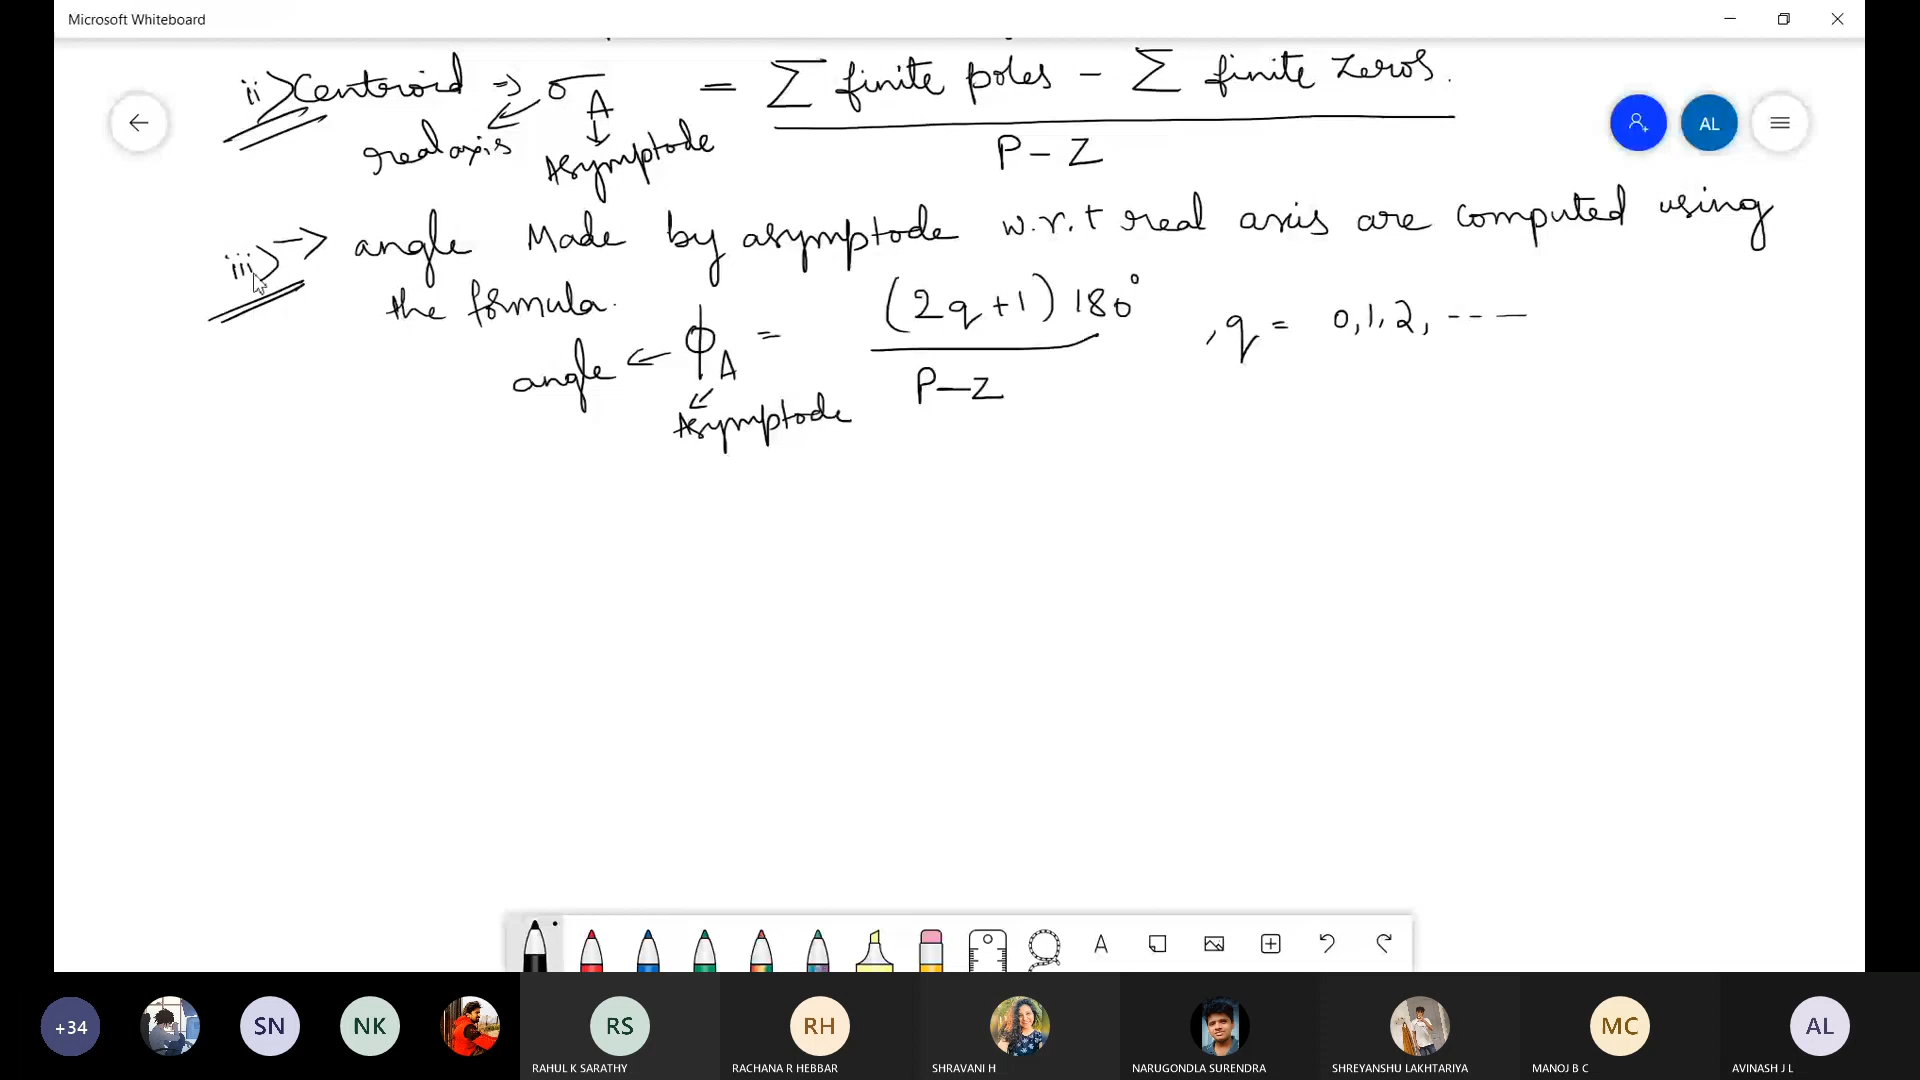 Microsoft Whiteboard
ii> Centroid => σA = Σ finite poles - Σ finite zeros.
real axis Asymptode P - Z
iii> -> angle Made by asymptode w.r.t real axis are computed using
the formula.
angle <- ϕA = (2q+1) 180° / P-Z , q = 0,1,2, ---
Asymptode
AL
A
+34
SN
NK
RS
RH
MC
AL
RAHUL K SARATHY
RACHANA R HEBBAR
SHRAVANI H
NARUGONDLA SURENDRA
SHREYANSHU LAKHTARIYA
MANOJ B C
AVINASH J L